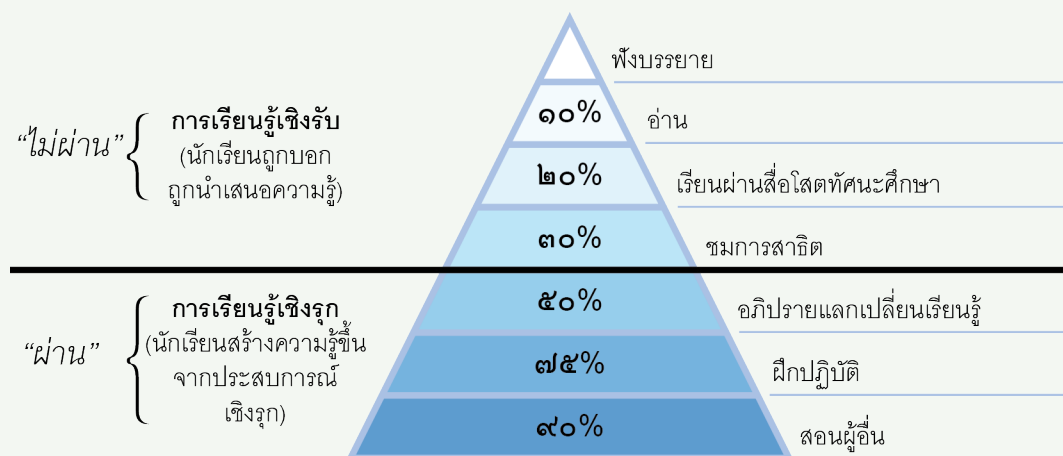 ฟังบรรยาย
๑๐%
อ่าน
๒๐%
เรียนผ่านสื่อโสตทัศนะศึกษา
๓๐%
ชมการสาธิต
“ไม่ผ่าน”
การเรียนรู้เชิงรับ
(นักเรียนถูกบอก
ถูกนำเสนอความรู้)
๕๐%
อภิปรายแลกเปลี่ยนเรียนรู้
๗๕%
ฝึกปฏิบัติ
๙๐%
สอนผู้อื่น
“ผ่าน”
การเรียนรู้เชิงรุก
(นักเรียนสร้างความรู้ขึ้น
จากประสบการณ์
เชิงรุก)